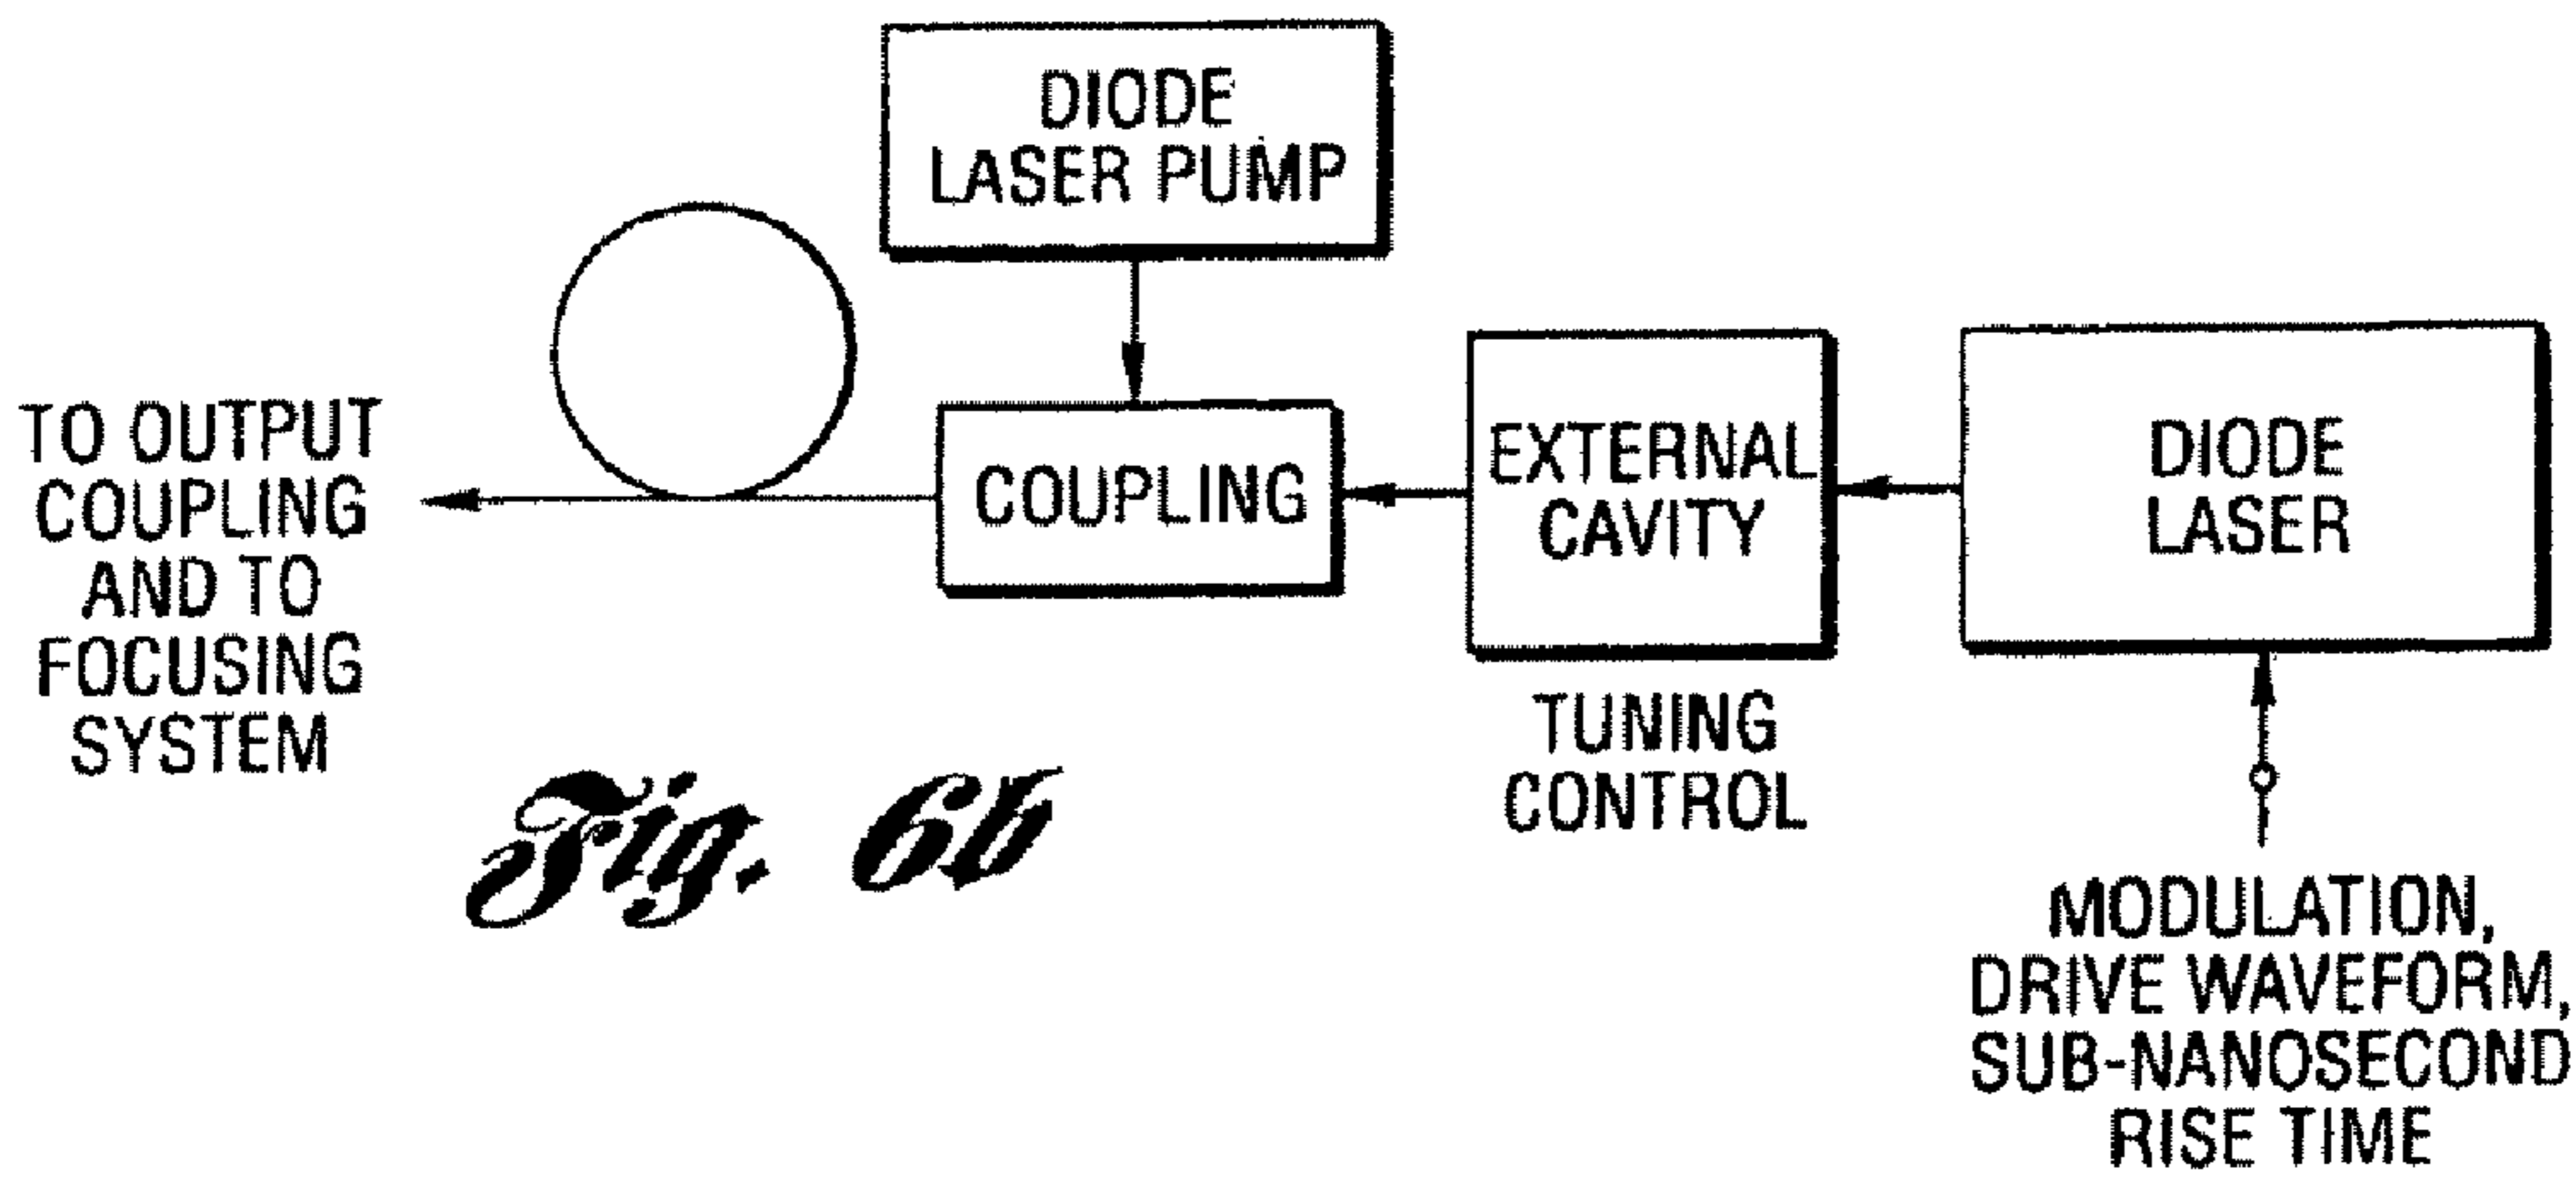 DIODE
LASER PUMP
TO OUTPUT
COUPLING
AND TO
FOCUSING
SYSTEM
COUPLING
EXTERNAL
CAVITY
TUNING
CONTROL
DIODE
LASER
MODULATION,
DRIVE WAVEFORM,
SUB-NANOSECOND
RISE TIME
Fig. 6b